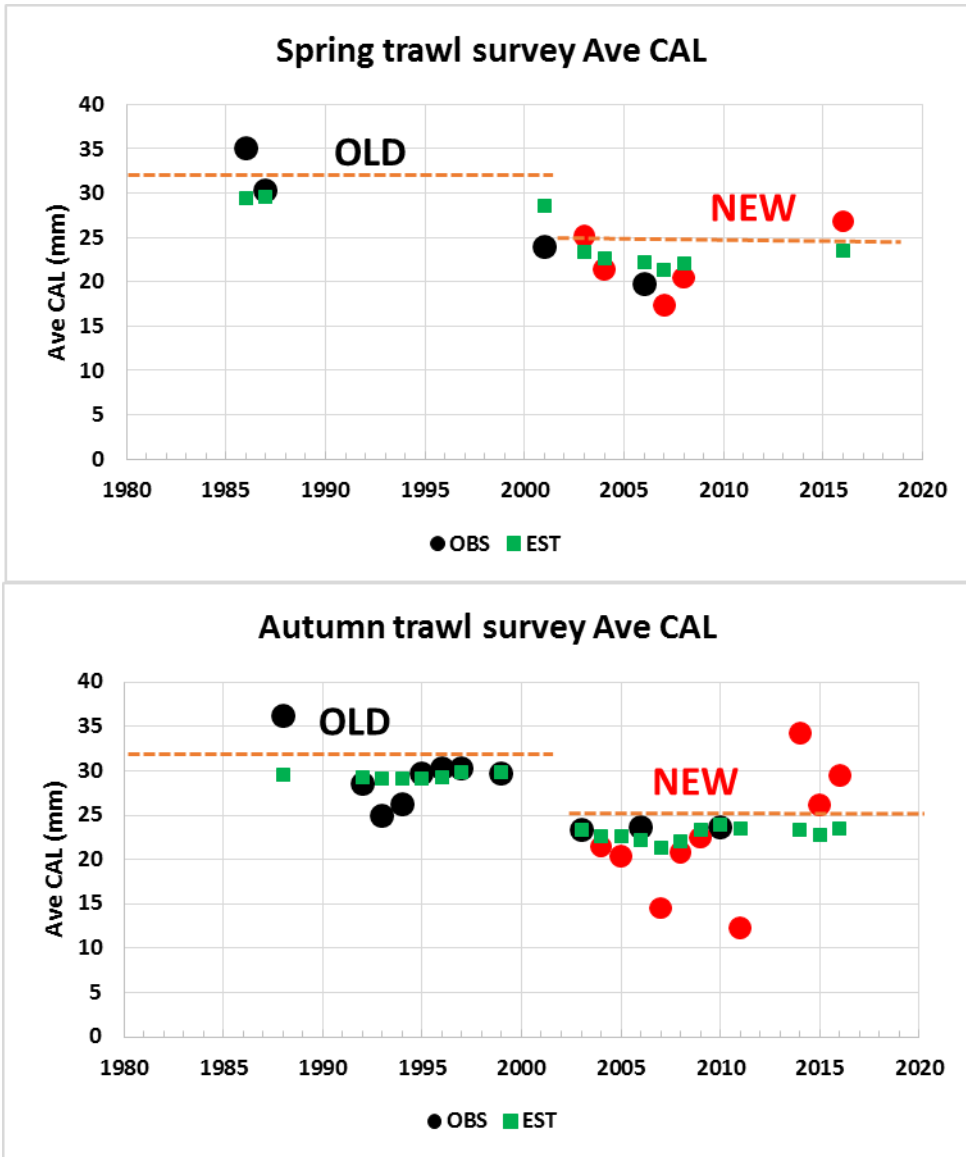 Spring trawl survey Ave CAL
40
35
30
25
20
15
10
5
0
Ave CAL (mm)
OLD
NEW
1980 1985 1990 1995 2000 2005 2010 2015 2020
OBS EST
Autumn trawl survey Ave CAL
40
35
30
25
20
15
10
5
0
Ave CAL (mm)
OLD
NEW
1980 1985 1990 1995 2000 2005 2010 2015 2020
OBS EST